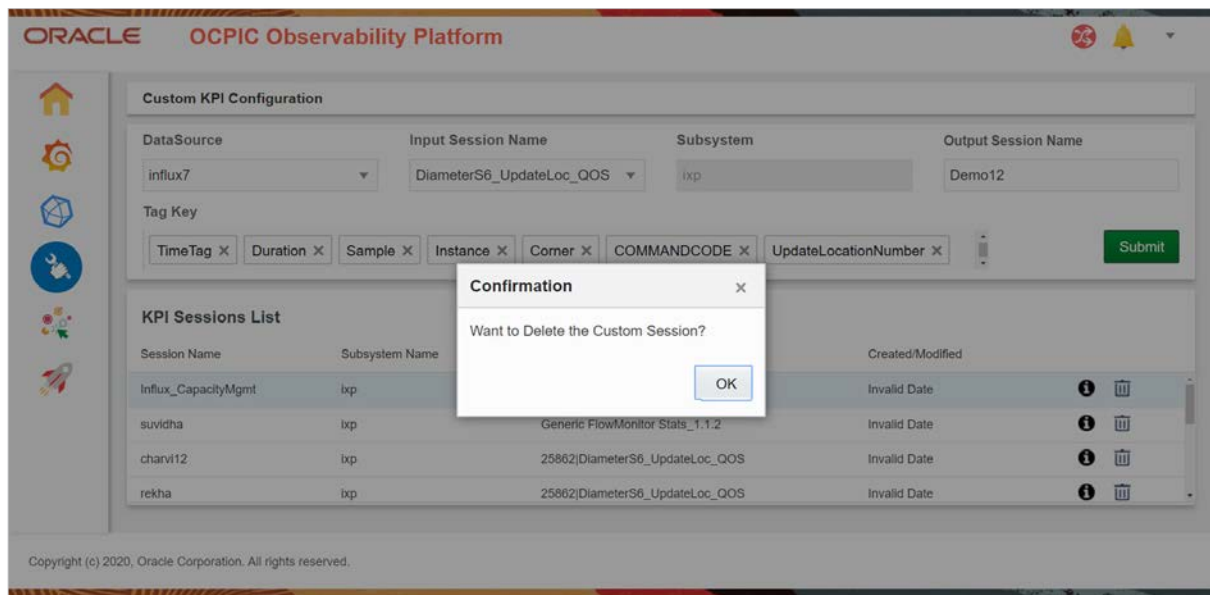 ORACLE OCPIC Observability Platform
Custom KPI Configuration
DataSource Input Session Name Subsystem Output Session Name
influx7 DiameterS6_UpdateLoc_QOS ixp Demo12
Tag Key
TimeTag × Duration × Sample × Instance × Corner × COMMANDCODE × UpdateLocationNumber × Submit
Confirmation ×
Want to Delete the Custom Session?
OK
KPI Sessions List
Session Name Subsystem Name Created/Modified
Influx_CapacityMgmt ixp Invalid Date
suvidha ixp Generic FlowMonitor Stats_1.1.2 Invalid Date
charvi12 ixp 25862|DiameterS6_UpdateLoc_QOS Invalid Date
rekha ixp 25862|DiameterS6_UpdateLoc_QOS Invalid Date
Copyright (c) 2020, Oracle Corporation. All rights reserved.